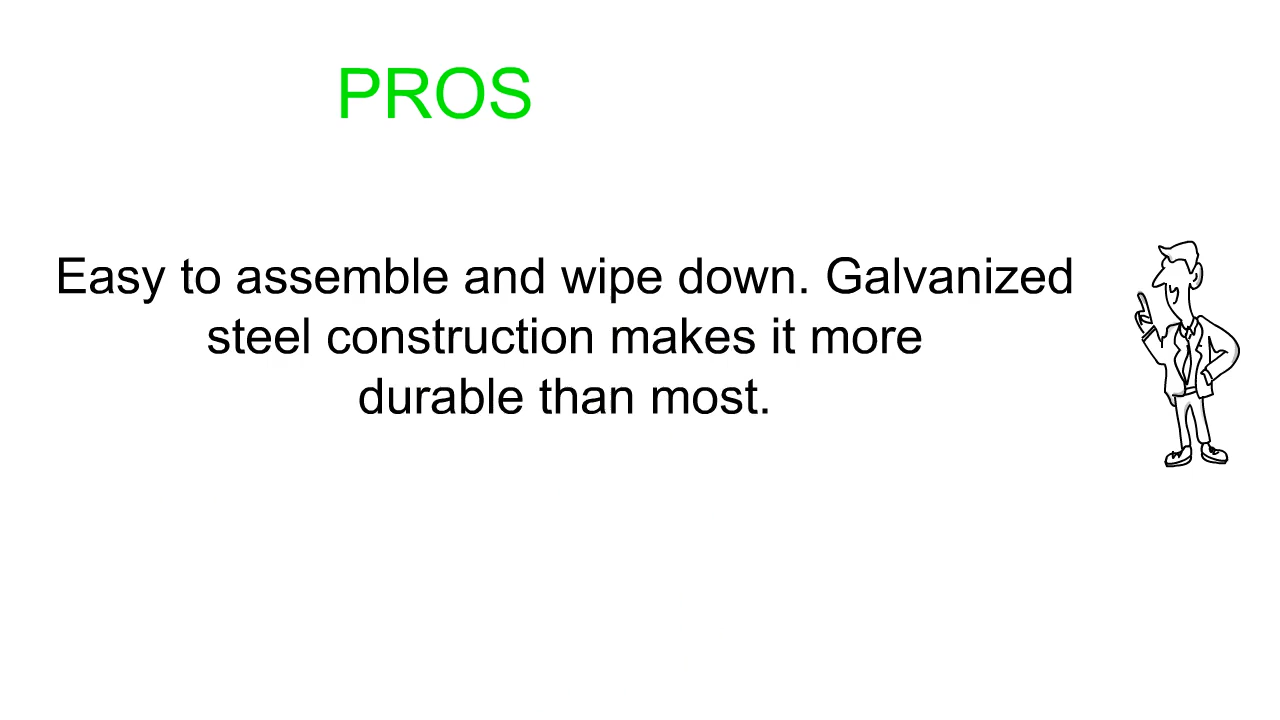 PROS
Easy to assemble and wipe down. Galvanized
steel construction makes it more
durable than most.